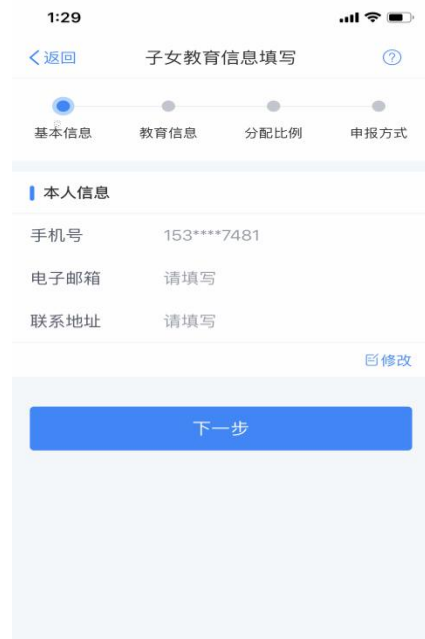 1:29
返回 子女教育信息填写
基本信息 教育信息 分配比例 申报方式
本人信息
手机号 153****7481
电子邮箱 请填写
联系地址 请填写
修改
下一步